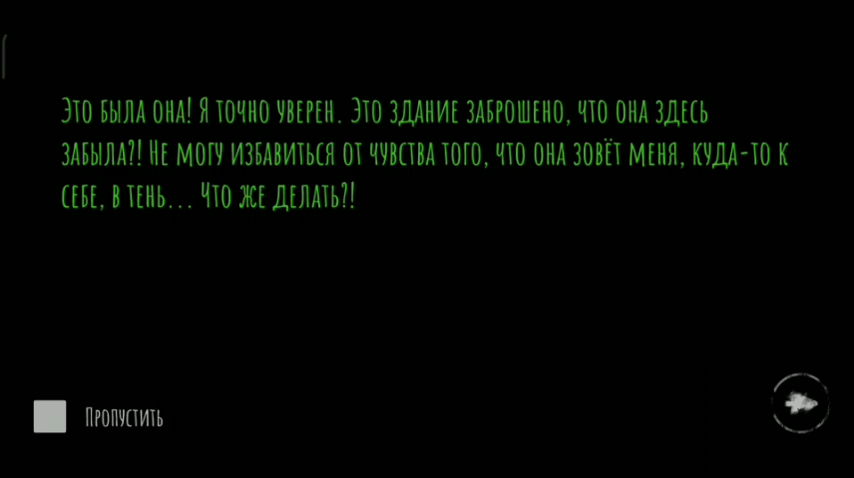 Это была она! Я точно уверен. Это здание заброшено, что она здесь
забыла?! Не могу избавиться от чувства того, что она зовёт меня, куда-то к
себе, в тень... Что же делать?!
Пропустить